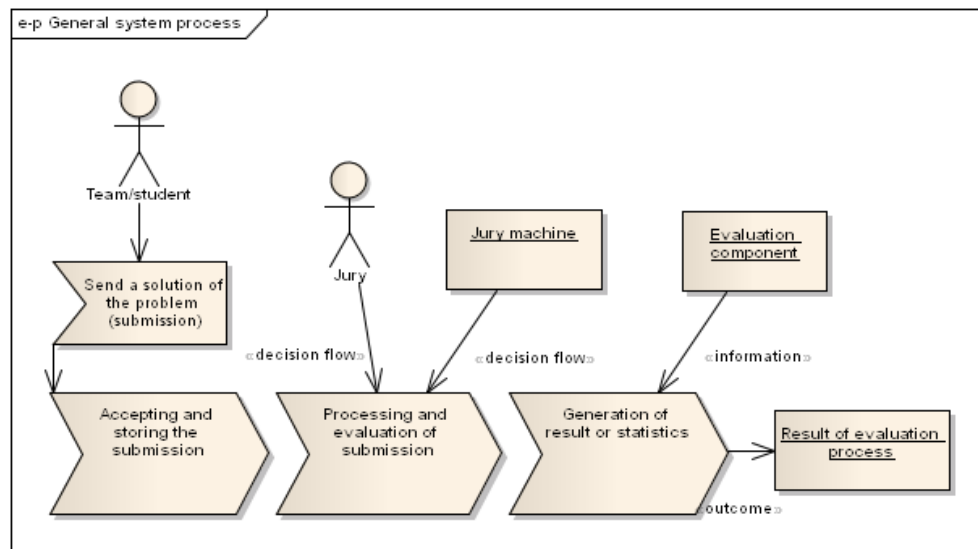 e-p General system process
Team/student
Send a solution of
the problem
(submission)
Jury
Jury machine
Evaluation
component
«decision flow»
«decision flow»
«information»
Accepting and
storing the
submission
Processing and
evaluation of
submission
Generation of
result or statistics
Result of evaluation
process
«outcome»